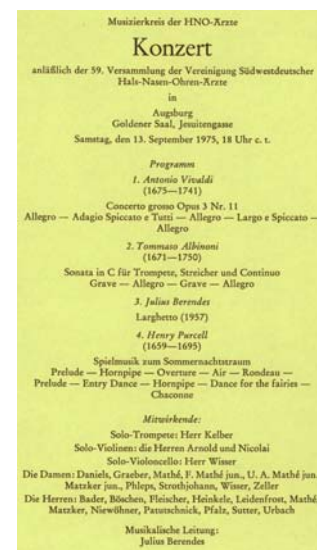 Musizierkreis der HNO-Ärzte
Konzert
anläßlich der 59. Versammlung der Vereinigung Südwestdeutscher
Hals-Nasen-Ohren-Ärzte
in
Augsburg
Goldener Saal, Jesuitengasse
Samstag, den 13. September 1975, 18 Uhr c. t.
Programm
1. Antonio Vivaldi
(1675—1741)
Concerto grosso Opus 3 Nr. 11
Allegro — Adagio Spiccato e Tutti — Allegro — Largo e Spiccato —
Allegro
2. Tommaso Albinoni
(1671—1750)
Sonata in C für Trompete, Streicher und Continuo
Grave — Allegro — Grave — Allegro
3. Julius Berendes
Larghetto (1957)
4. Henry Purcell
(1659—1695)
Spielmusik zum Sommernachtstraum
Prelude — Hornpipe — Overture — Air — Rondeau —
Prelude — Entry Dance — Hornpipe — Dance for the fairies —
Chaconne
Mitwirkende:
Solo-Trompete: Herr Kelber
Solo-Violinen: die Herren Arnold und Nicolai
Solo-Violoncello: Herr Wisser
Die Damen: Daniels, Graeber, Mathé, F. Mathé jun., U. A. Mathé jun
Matzker jun., Phleps, Strothjohann, Wisser, Zeller
Die Herren: Bader, Böschen, Fleischer, Heinkele, Leidenfrost, Mathé
Matzker, Niewöhner, Patutschnick, Pfalz, Sutter, Urbach
Musikalische Leitung:
Julius Berendes